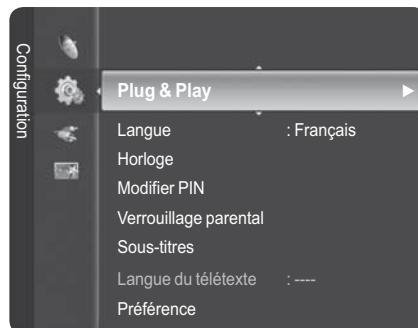 Configuration
Plug & Play
Langue : Français
Horloge
Modifier PIN
Verrouillage parental
Sous-titres
Langue du télétexte : ----
Préférence